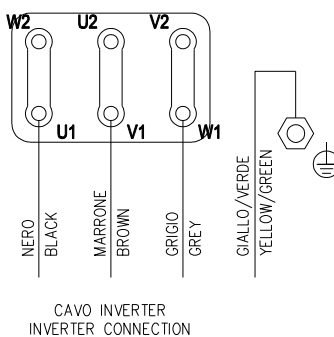 W2 U2 V2
U1 V1 W1
NERO
BLACK
MARRONE
BROWN
GRIGIO
GREY
GIALLO/VERDE
YELLOW/GREEN
CAVO INVERTER
INVERTER CONNECTION